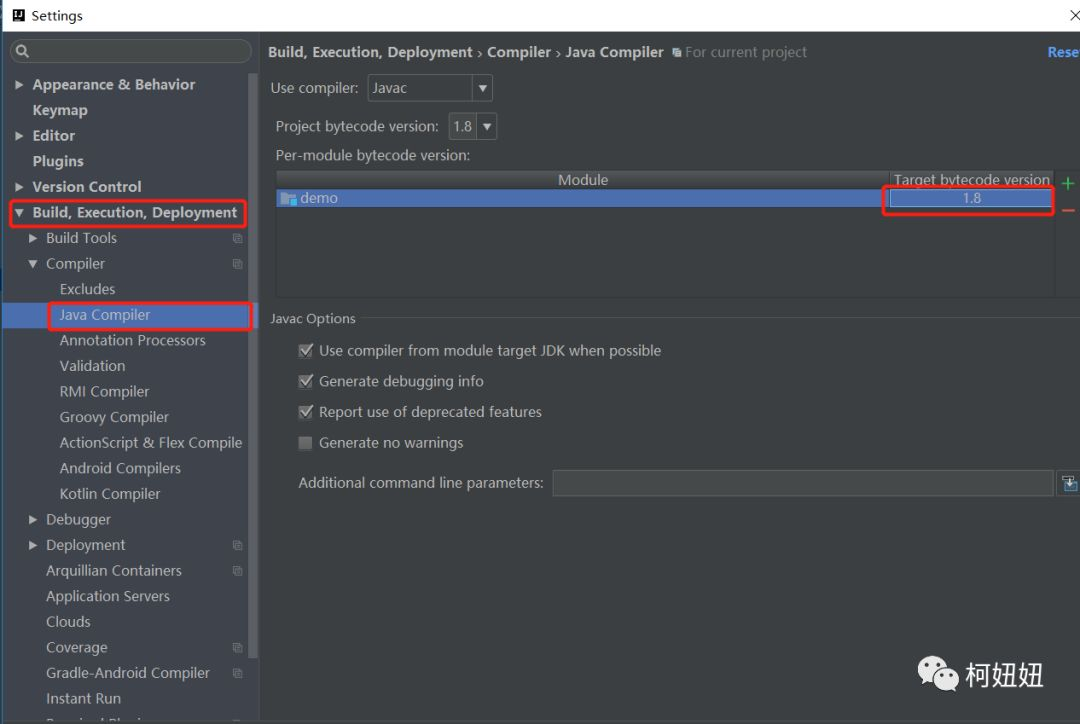 Settings
Build, Execution, Deployment › Compiler › Java Compiler For current project Rese
Appearance & Behavior
Keymap
Editor
Plugins
Version Control
Build, Execution, Deployment
Build Tools
Compiler
Excludes
Java Compiler
Annotation Processors
Validation
RMI Compiler
Groovy Compiler
ActionScript & Flex Compile
Android Compilers
Kotlin Compiler
Debugger
Deployment
Arquillian Containers
Application Servers
Clouds
Coverage
Gradle-Android Compiler
Instant Run
Use compiler: Javac
Project bytecode version: 1.8
Per-module bytecode version:
Module Target bytecode version
demo 1.8
Javac Options
Use compiler from module target JDK when possible
Generate debugging info
Report use of deprecated features
Generate no warnings
Additional command line parameters:
柯妞妞